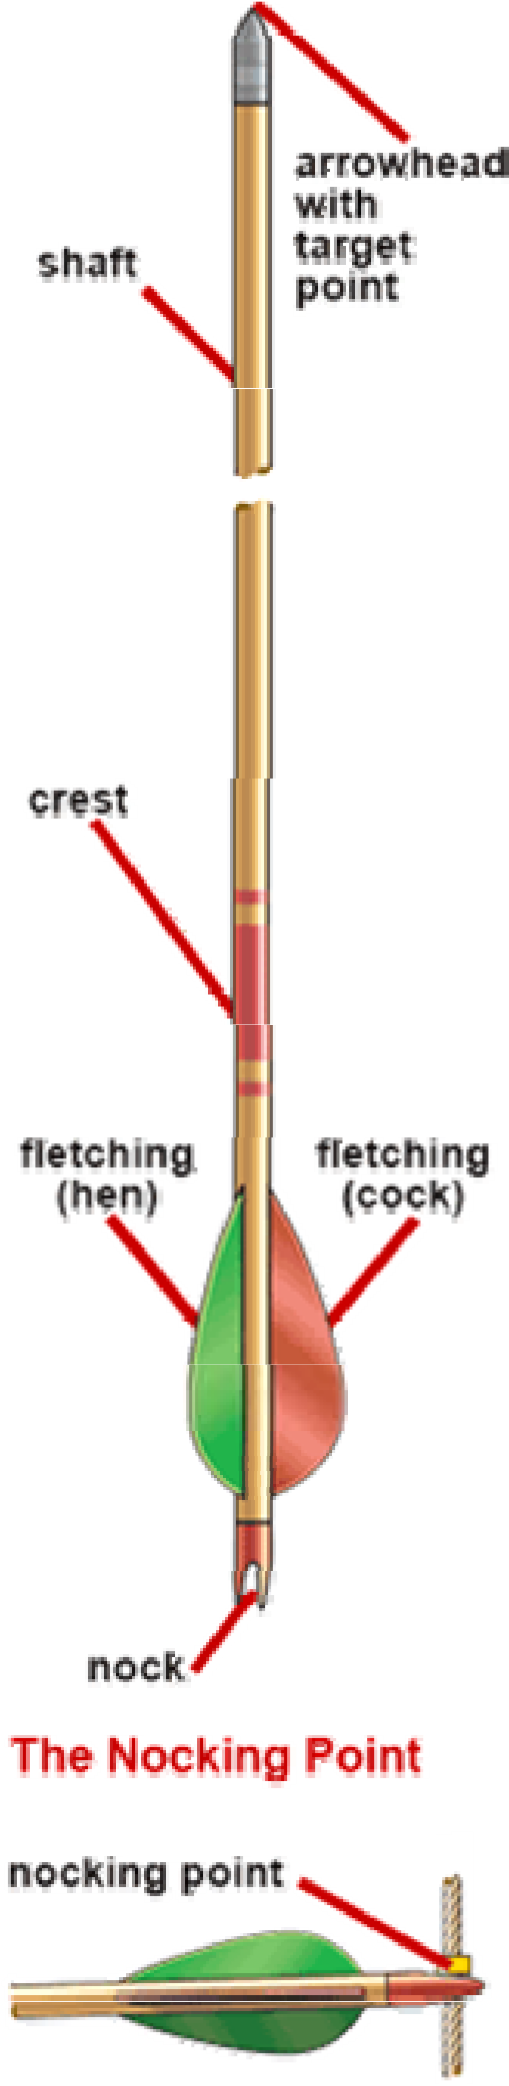 arrowhead
with
target
point
shaft
crest
fletching
(hen)
fletching
(cock)
nock
The Nocking Point
nocking point